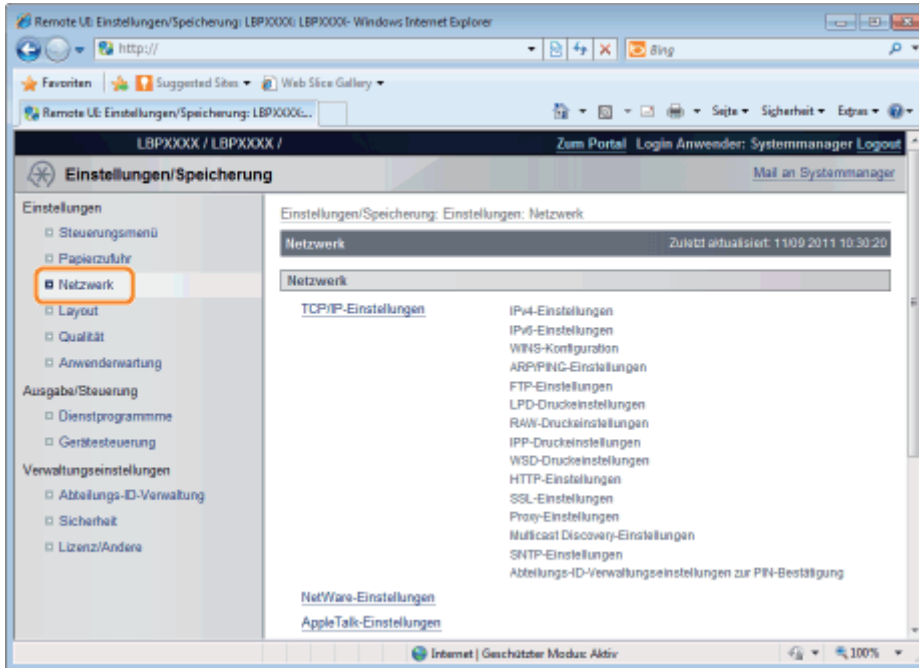 Remote UI: Einstellungen/Speicherung: LBPXXXX: LBPXXXX- Windows Internet Explorer
http://
Bing
Favoriten Suggested Sites Web Slice Gallery
Remote UI: Einstellungen/Speicherung: LBPXXXX:...
Seite Sicherheit Extras
LBPXXXX / LBPXXXX /
Zum Portal Login Anwender: Systemmanager Logout
Einstellungen/Speicherung
Mail an Systemmanager
Einstellungen
Steuerungsmenü
Papierzufuhr
Netzwerk
Layout
Qualität
Anwenderwartung
Ausgabe/Steuerung
Dienstprogrammme
Gerätesteuerung
Verwaltungseinstellungen
Abteilungs-ID-Verwaltung
Sicherheit
Lizenz/Andere
Einstellungen/Speicherung: Einstellungen: Netzwerk
Netzwerk Zuletzt aktualisiert: 11/09 2011 10:30:20
Netzwerk
TCP/IP-Einstellungen
IPv4-Einstellungen
IPv6-Einstellungen
WINS-Konfiguration
ARP/PING-Einstellungen
FTP-Einstellungen
LPD-Druckeinstellungen
RAW-Druckeinstellungen
IPP-Druckeinstellungen
WSD-Druckeinstellungen
HTTP-Einstellungen
SSL-Einstellungen
Proxy-Einstellungen
Multicast Discovery-Einstellungen
SNTP-Einstellungen
Abteilungs-ID-Verwaltungseinstellungen zur PIN-Bestätigung
NetWare-Einstellungen
AppleTalk-Einstellungen
Internet | Geschützter Modus: Aktiv
100%